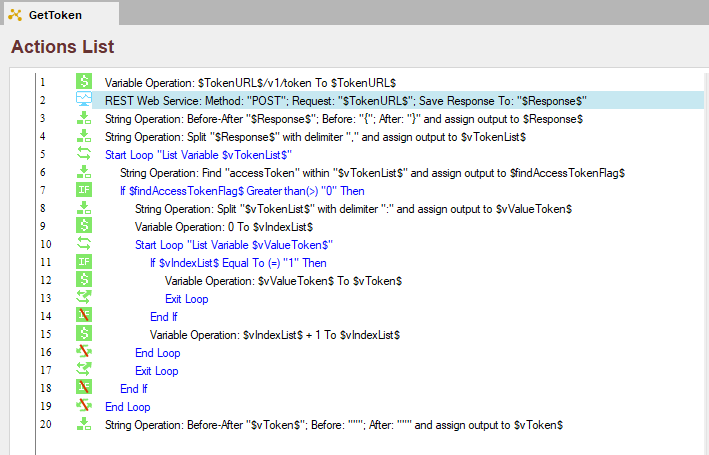 GetToken
Actions List
1 $ Variable Operation: $TokenURL$/v1/token To $TokenURL$
2 REST Web Service: Method: "POST"; Request: "$TokenURL$"; Save Response To: "$Response$"
3 String Operation: Before-After "$Response$"; Before: "{"; After: "}" and assign output to $Response$
4 String Operation: Split "$Response$" with delimiter "," and assign output to $vTokenList$
5 Start Loop "List Variable $vTokenList$"
6 String Operation: Find "accessToken" within "$vTokenList$" and assign output to $findAccessTokenFlag$
7 IF If $findAccessTokenFlag$ Greater than(>) "0" Then
8 String Operation: Split "$vTokenList$" with delimiter ":" and assign output to $vValueToken$
9 $ Variable Operation: 0 To $vIndexList$
10 Start Loop "List Variable $vValueToken$"
11 IF If $vIndexList$ Equal To (=) "1" Then
12 $ Variable Operation: $vValueToken$ To $vToken$
13 Exit Loop
14 IF End If
15 $ Variable Operation: $vIndexList$ + 1 To $vIndexList$
16 End Loop
17 Exit Loop
18 IF End If
19 End Loop
20 String Operation: Before-After "$vToken$"; Before: """; After: """ and assign output to $vToken$